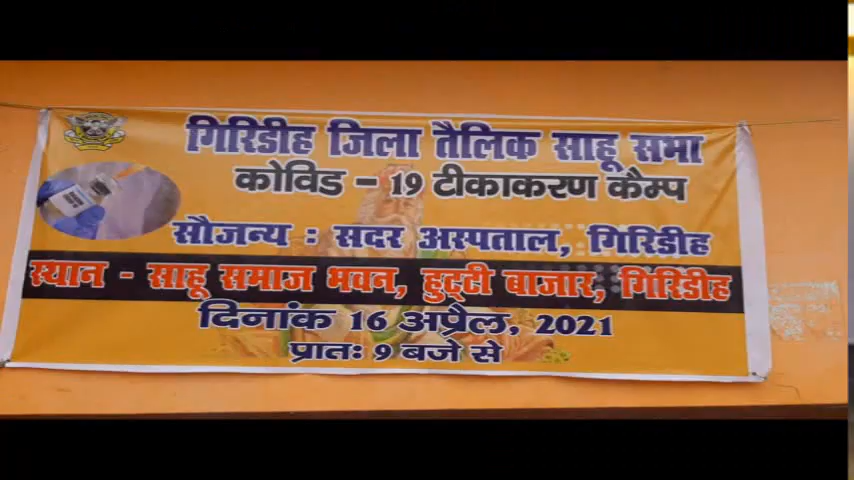 गिरिडीह जिला तैलिक साहू सभा
कोविड - 19 टीकाकरण कैम्प
सौजन्य : सदर अस्पताल, गिरिडीह
स्थान - साहू समाज भवन, हुट्टी बाजार, गिरिडीह
दिनांक 16 अप्रैल, 2021
प्रातः 9 बजे से